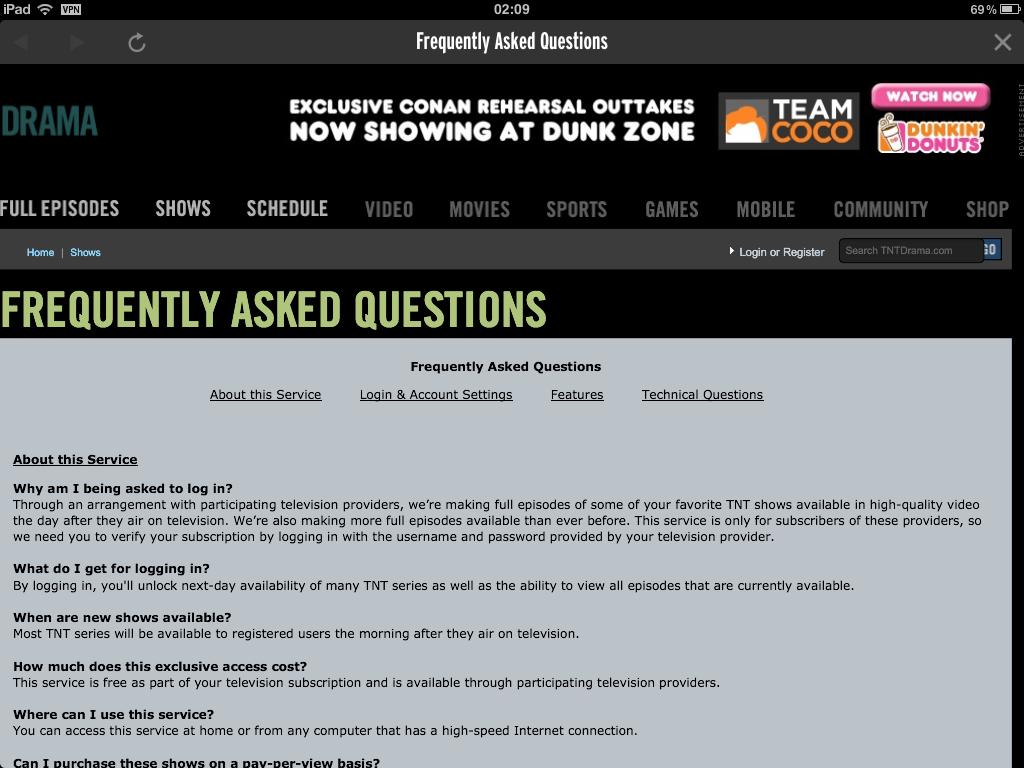 iPad VPN 02:09 69%
Frequently Asked Questions
DRAMA
EXCLUSIVE CONAN REHEARSAL OUTTAKES
NOW SHOWING AT DUNK ZONE
TEAM
COCO
WATCH NOW
DUNKIN'
DONUTS
ADVERTISEMENT
FULL EPISODES SHOWS SCHEDULE VIDEO MOVIES SPORTS GAMES MOBILE COMMUNITY SHOP
Home | Shows Login or Register Search TNTDrama.com GO
FREQUENTLY ASKED QUESTIONS
Frequently Asked Questions
About this Service Login & Account Settings Features Technical Questions
About this Service
Why am I being asked to log in?
Through an arrangement with participating television providers, we're making full episodes of some of your favorite TNT shows available in high-quality video
the day after they air on television. We're also making more full episodes available than ever before. This service is only for subscribers of these providers, so
we need you to verify your subscription by logging in with the username and password provided by your television provider.
What do I get for logging in?
By logging in, you'll unlock next-day availability of many TNT series as well as the ability to view all episodes that are currently available.
When are new shows available?
Most TNT series will be available to registered users the morning after they air on television.
How much does this exclusive access cost?
This service is free as part of your television subscription and is available through participating television providers.
Where can I use this service?
You can access this service at home or from any computer that has a high-speed Internet connection.
Can I purchase these shows on a pay-per-view basis?